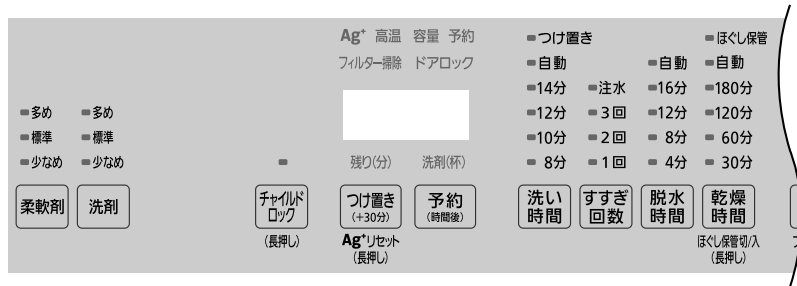 Ag⁺ 高温 容量 予約
フィルター掃除 ドアロック
残り(分) 洗剤(杯)
多め 多め
標準 標準
少なめ 少なめ
柔軟剤 洗剤
チャイルド
ロック
(長押し)
つけ置き
(+30分)
Ag⁺リセット
(長押し)
予約
(時間後)
つけ置き
自動
14分
12分
10分
8分
洗い
時間
注水
3回
2回
1回
すすぎ
回数
自動
16分
12分
8分
4分
脱水
時間
ほぐし保管
自動
180分
120分
60分
30分
乾燥
時間
ほぐし保管切/入
(長押し)